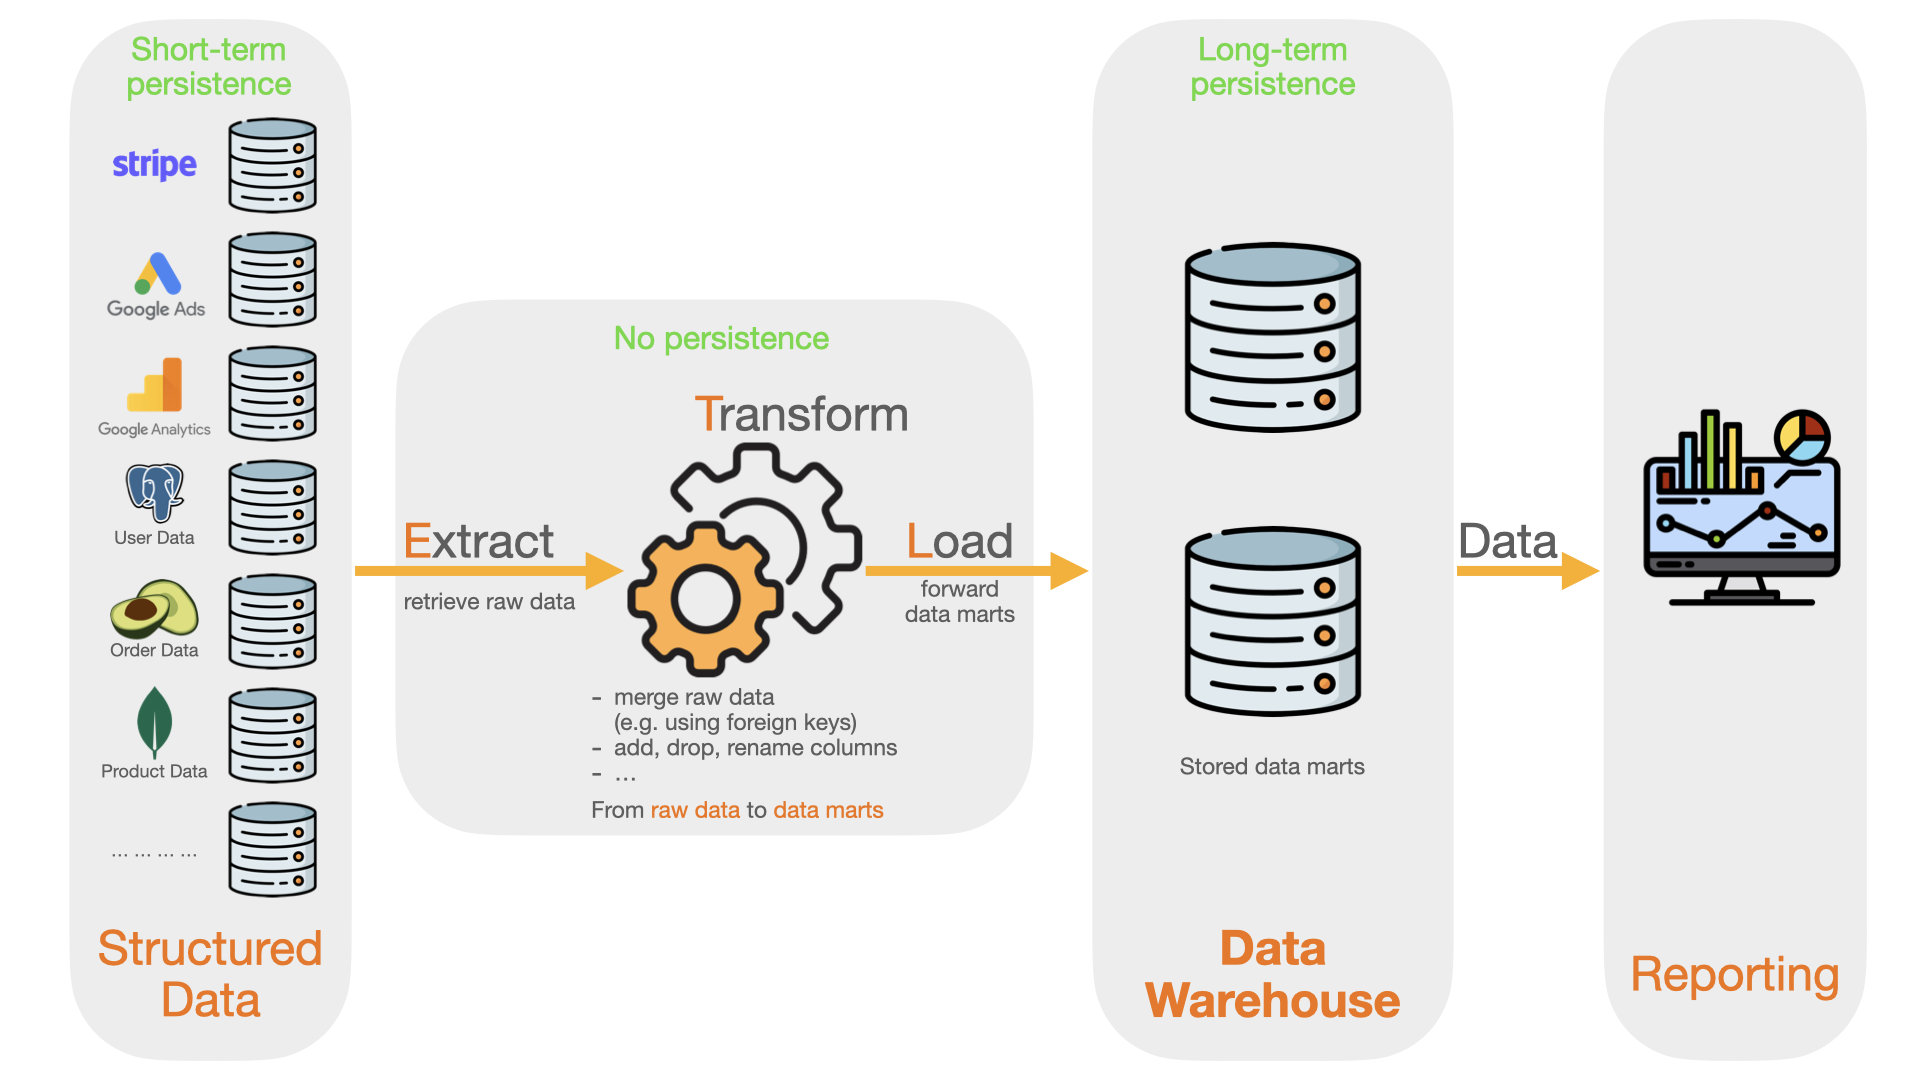 Short-term
persistence
stripe
Google Ads
Google Analytics
User Data
Order Data
Product Data
... ... ... ...
Structured
Data
No persistence
Transform
Extract
retrieve raw data
Load
forward
data marts
- merge raw data
(e.g. using foreign keys)
- add, drop, rename columns
- ...
From raw data to data marts
Long-term
persistence
Stored data marts
Data
Warehouse
Data
Reporting